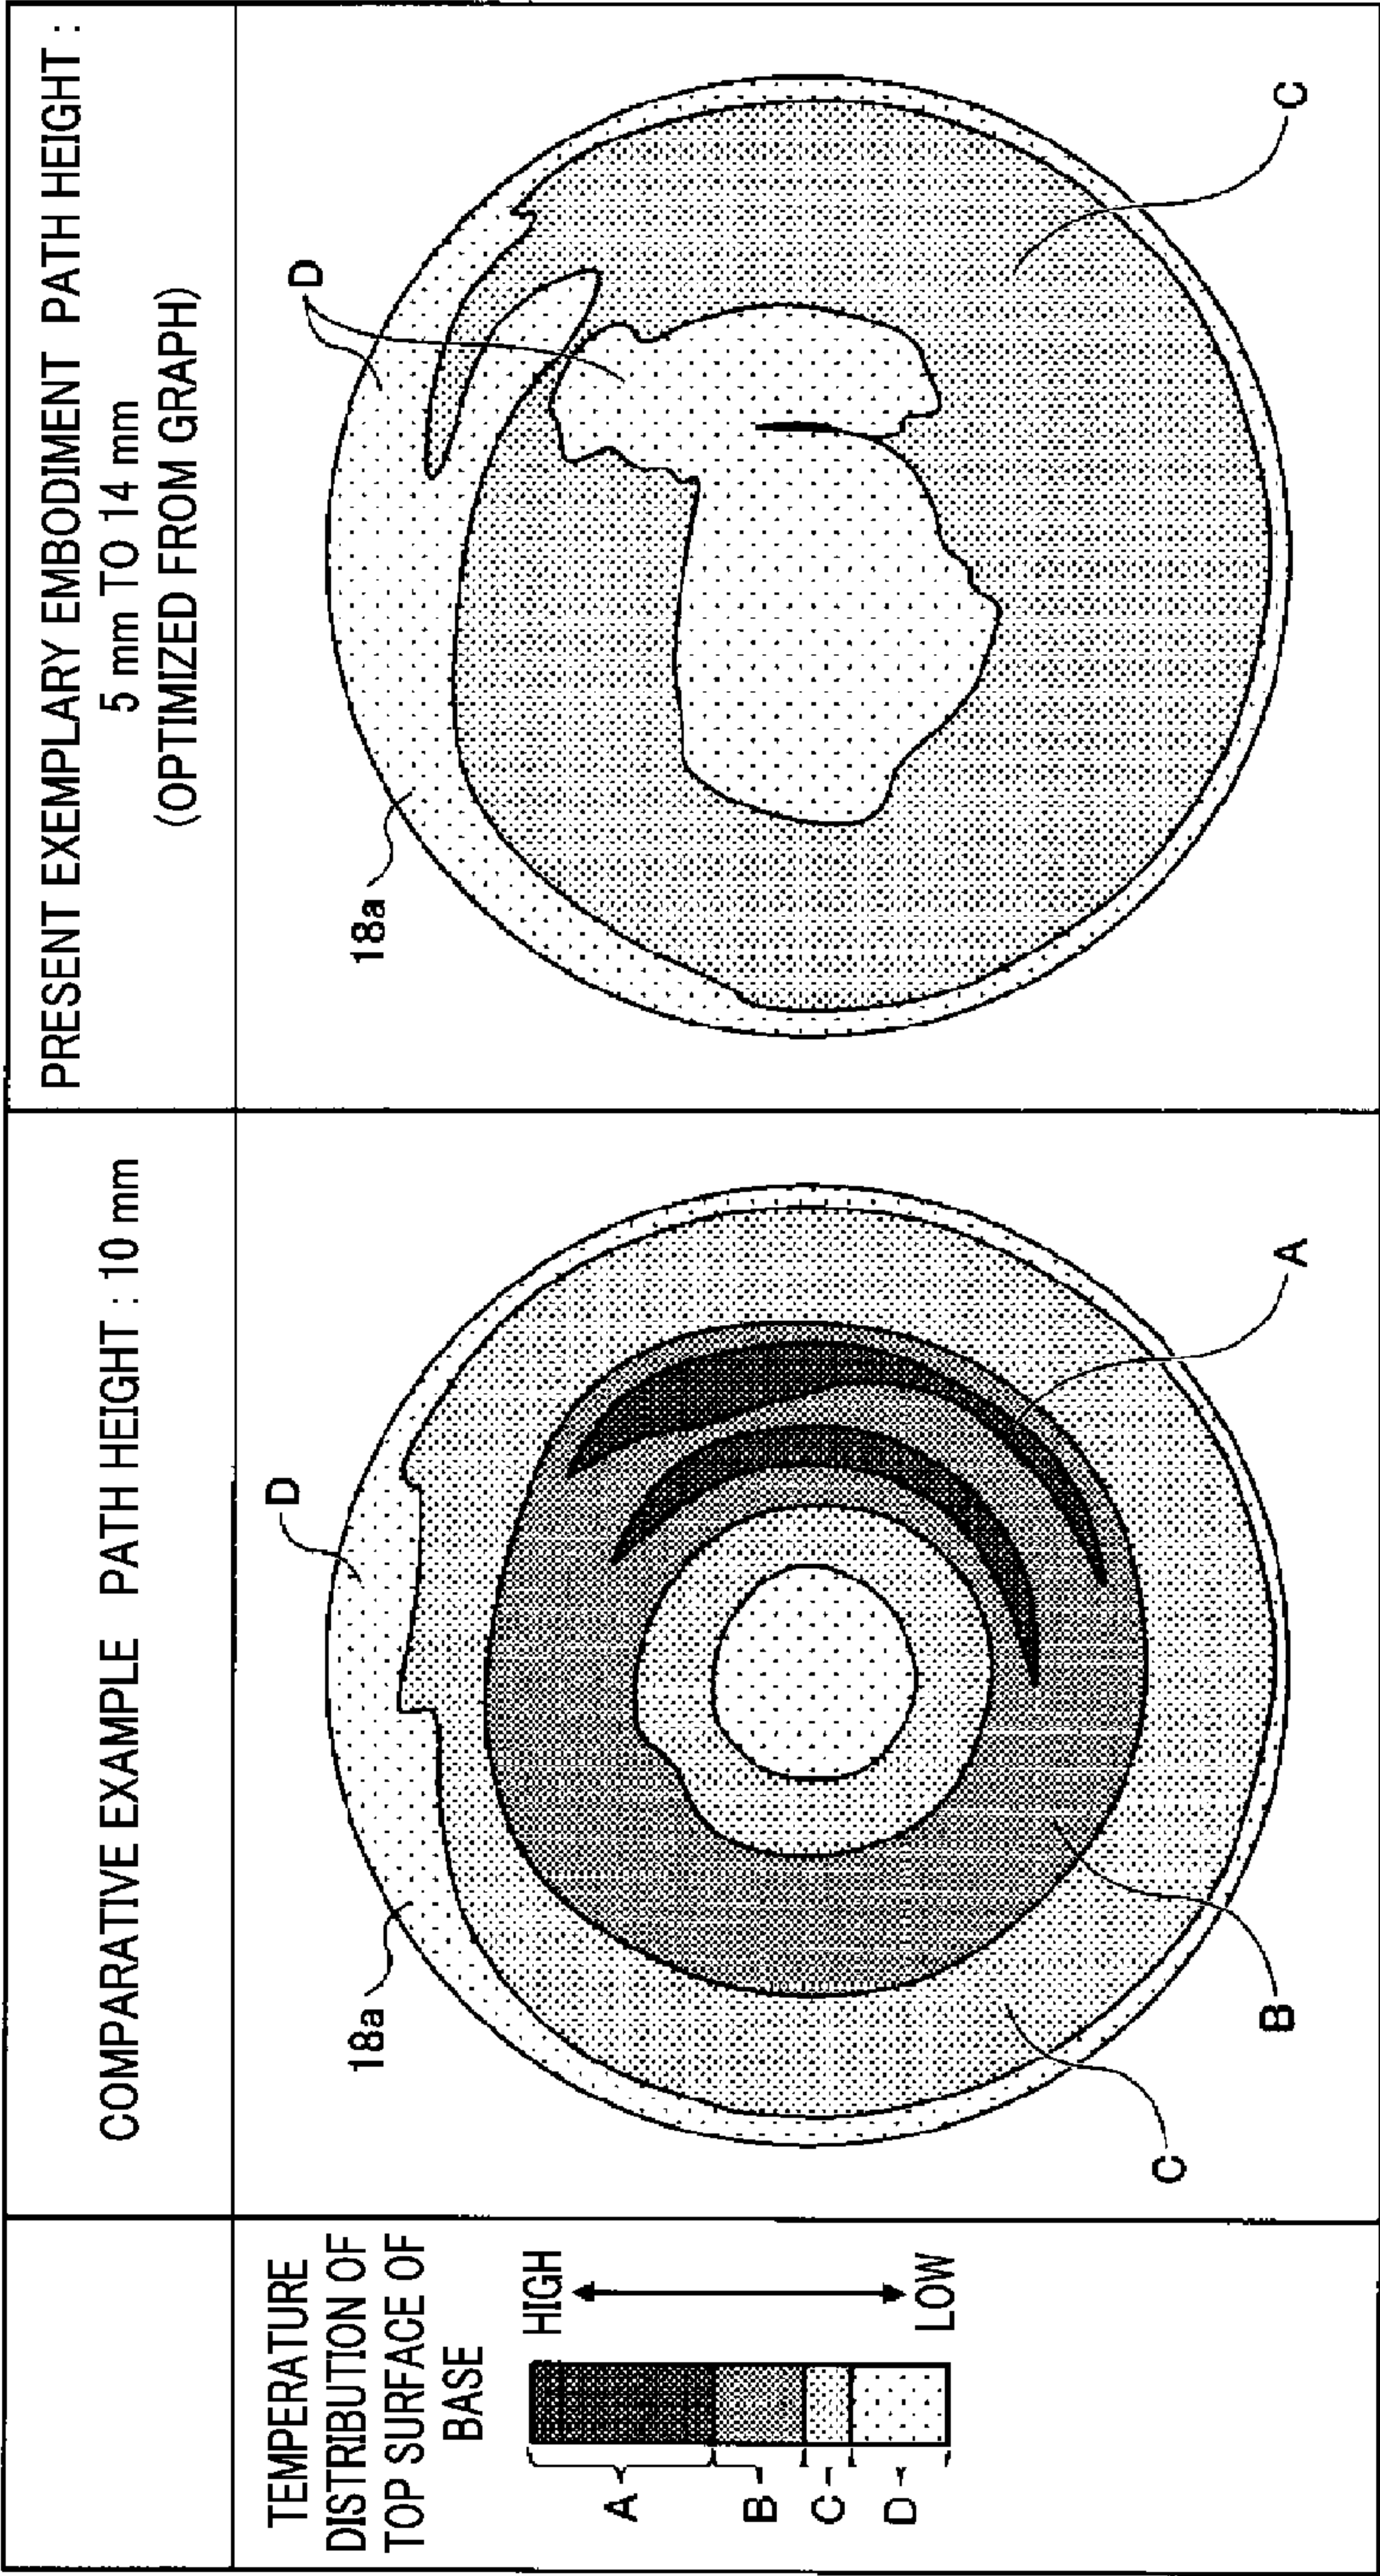 TEMPERATURE
DISTRIBUTION OF
TOP SURFACE OF
BASE
HIGH
LOW
A
B
C
D
COMPARATIVE EXAMPLE PATH HEIGHT : 10 mm
18a
D
C
B
A
PRESENT EXEMPLARY EMBODIMENT PATH HEIGHT :
5 mm TO 14 mm
(OPTIMIZED FROM GRAPH)
18a
D
C